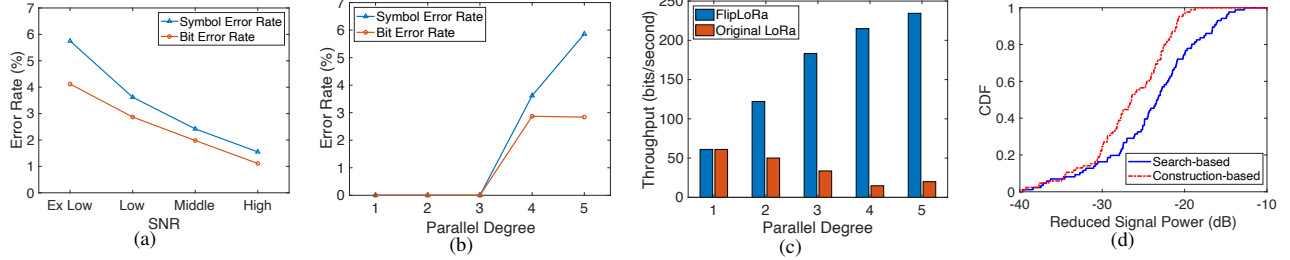 7
6
5
4
3
2
1
0
Error Rate (%)
Symbol Error Rate
Bit Error Rate
Ex Low
Low
Middle
High
SNR
(a)
7
6
5
4
3
2
1
0
Error Rate (%)
Symbol Error Rate
Bit Error Rate
1
2
3
4
5
Parallel Degree
(b)
250
200
150
100
50
0
Throughput (bits/second)
FlipLoRa
Original LoRa
1
2
3
4
5
Parallel Degree
(c)
1
0.8
0.6
0.4
0.2
0
CDF
Search-based
Construction-based
-40
-30
-20
-10
Reduced Signal Power (dB)
(d)